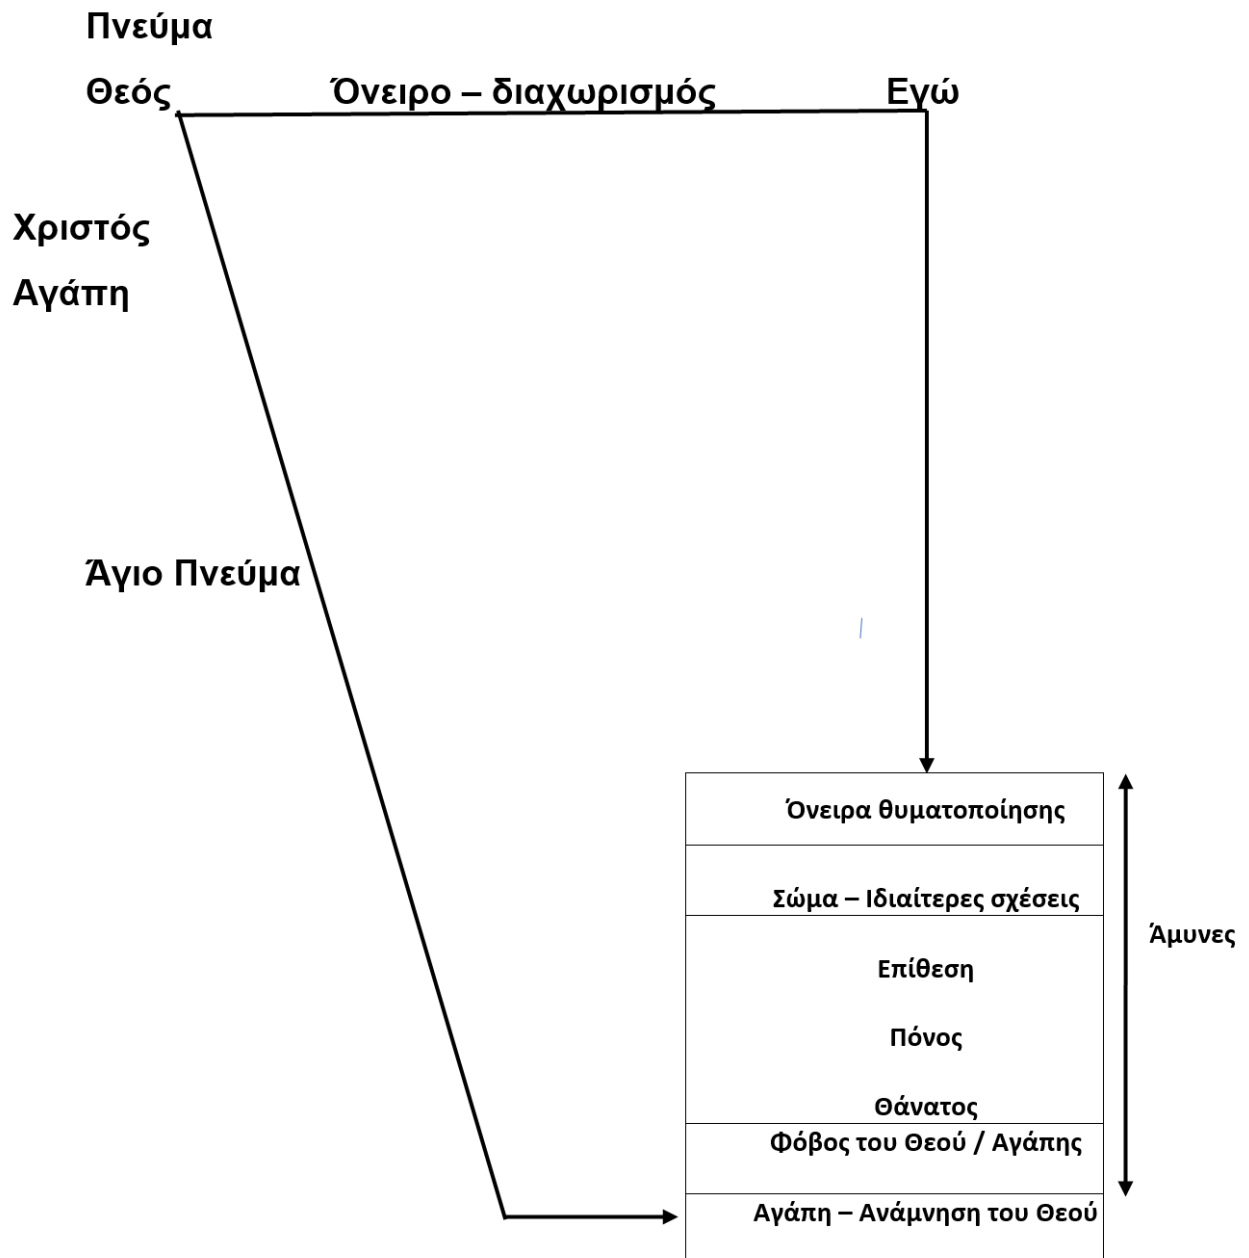 Πνεύμα
Θεός Όνειρο – διαχωρισμός Εγώ
Χριστός
Αγάπη
Άγιο Πνεύμα
Όνειρα θυματοποίησης
Σώμα – Ιδιαίτερες σχέσεις
Άμυνες
Επίθεση
Πόνος
Θάνατος
Φόβος του Θεού / Αγάπης
Αγάπη – Ανάμνηση του Θεού